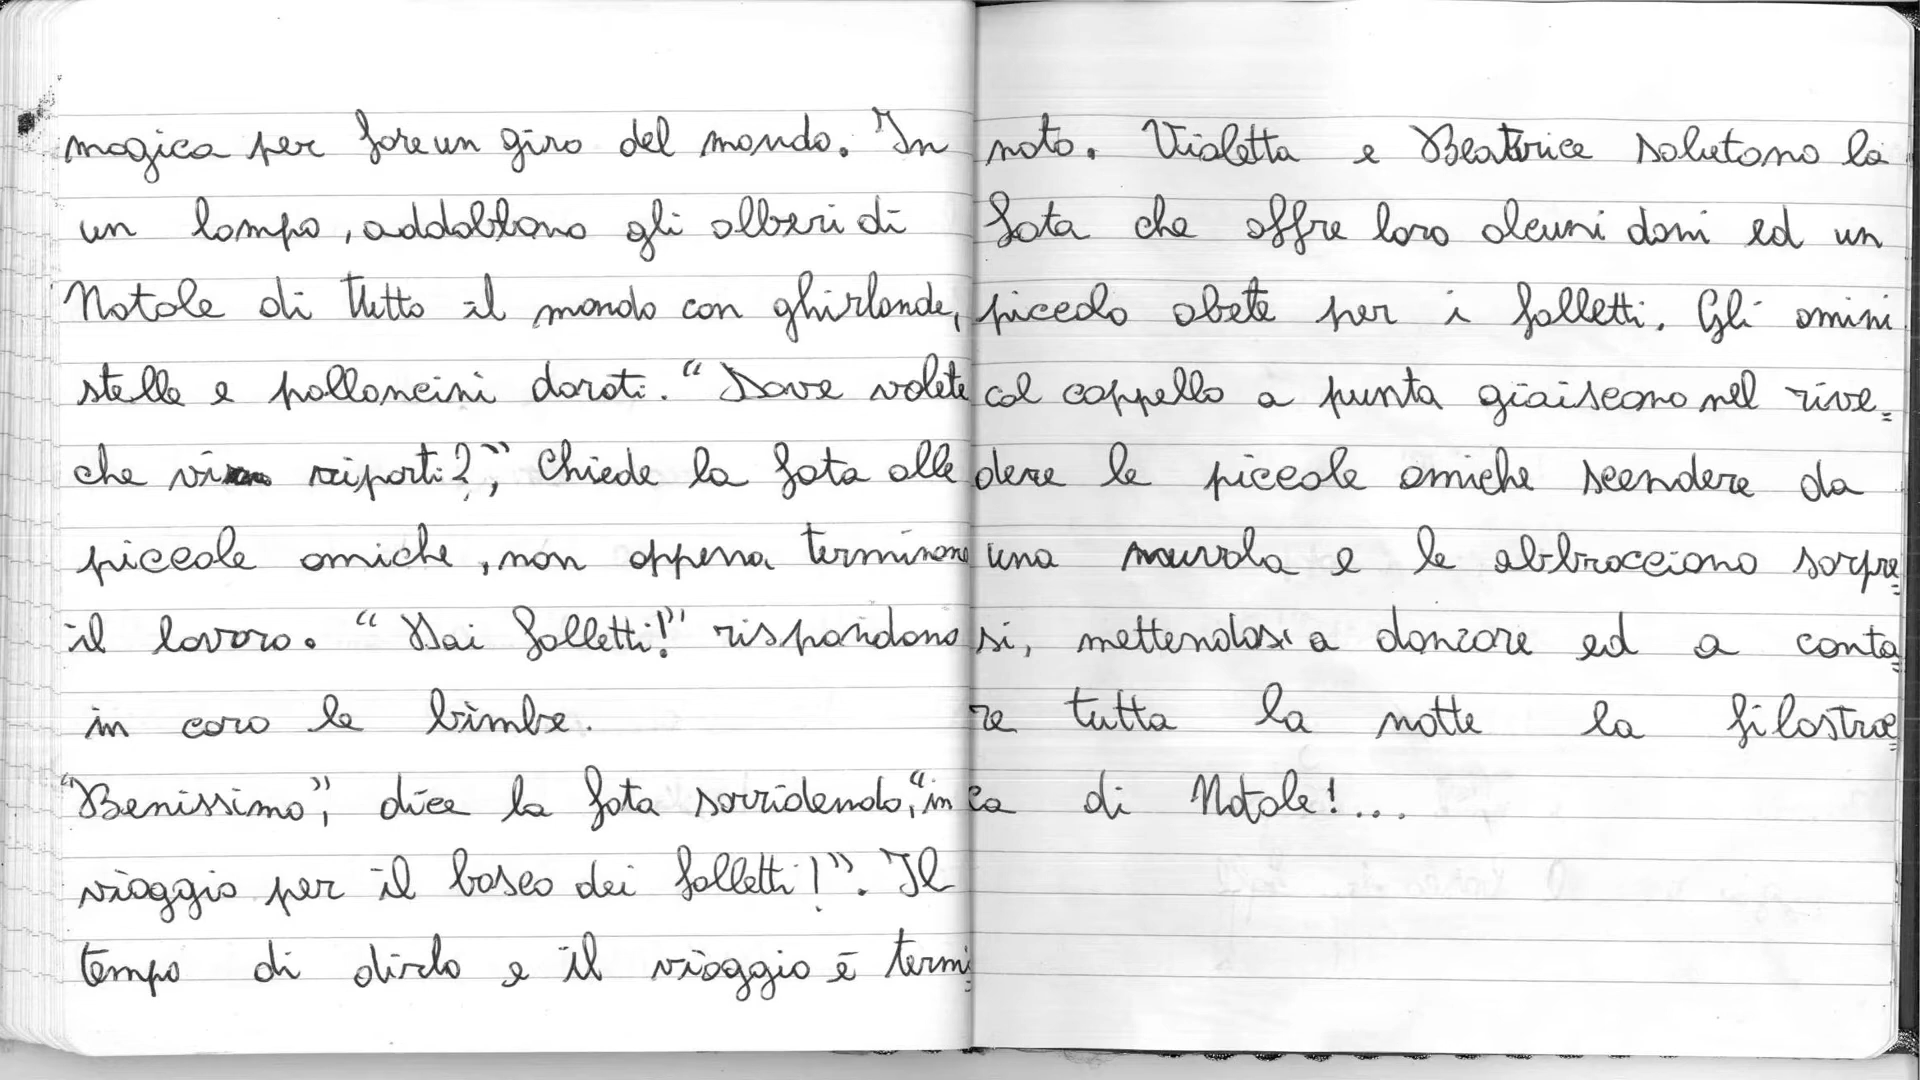 magica per fare un giro del mondo. In
un lampo, addobbano gli alberi di
Natale di tutto il mondo con ghirlande,
stelle e palloncini dorati. “Dove volete
che vi riporti?”, Chiede la fata alle
piccole amiche, non appena terminano
il lavoro. “Dai folletti!” rispondono
in coro le bimbe.
“Benissimo”, dice la fata sorridendo, “in
viaggio per il bosco dei folletti!”. Il
tempo di dirlo e il viaggio è termi=
nato. Violetta e Beatrice salutano la
fata che offre loro alcuni doni ed un
piccolo abete per i folletti. Gli omini
col cappello a punta gioiscono nel rive=
dere le piccole amiche scendere da
una nuvola e le abbracciano sorpre=
si, mettendosi a danzare ed a canta=
re tutta la notte la filastroc=
ca di Natale!...